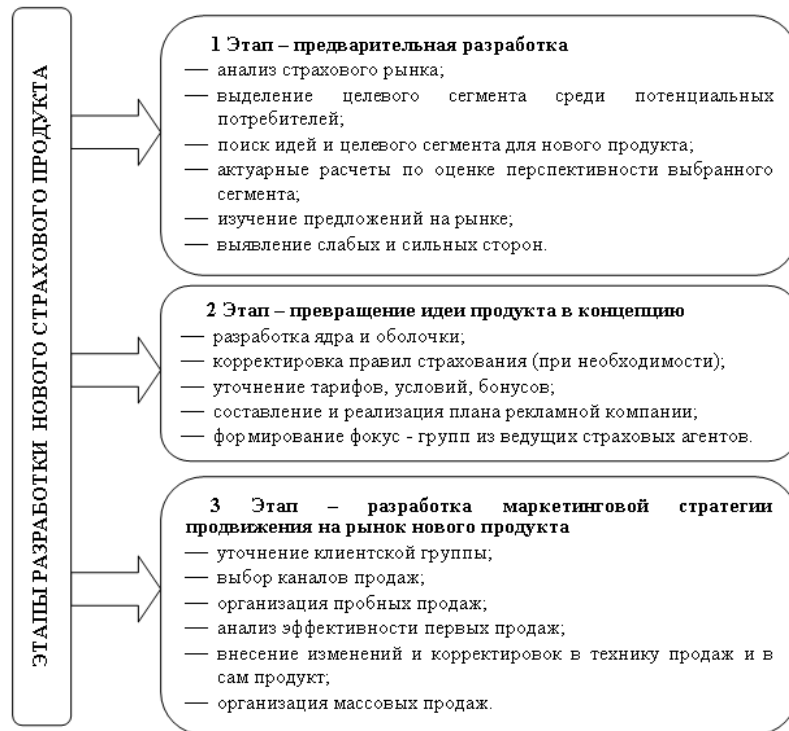 ЭТАПЫ РАЗРАБОТКИ НОВОГО СТРАХОВОГО ПРОДУКТА
1 Этап – предварительная разработка
— анализ страхового рынка;
— выделение целевого сегмента среди потенциальных
потребителей;
— поиск идей и целевого сегмента для нового продукта;
— актуарные расчеты по оценке перспективности выбранного
сегмента;
— изучение предложений на рынке;
— выявление слабых и сильных сторон.
2 Этап – превращение идеи продукта в концепцию
— разработка ядра и оболочки;
— корректировка правил страхования (при необходимости);
— уточнение тарифов, условий, бонусов;
— составление и реализация плана рекламной компании;
— формирование фокус - групп из ведущих страховых агентов.
3 Этап – разработка маркетинговой стратегии
продвижения на рынок нового продукта
— уточнение клиентской группы;
— выбор каналов продаж;
— организация пробных продаж;
— анализ эффективности первых продаж;
— внесение изменений и корректировок в технику продаж и в
сам продукт;
— организация массовых продаж.